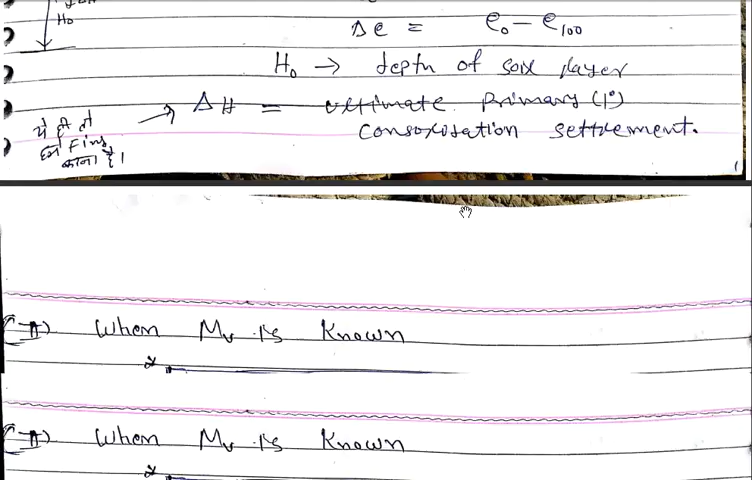 H₀
Δe = e₀ - e₁₀₀
H₀ → depth of soil layer
→ ΔH = ultimate Primary (1°)
consolidation settlement.
ये ही तो
हमें Find
करना है।
(A) When Mv is known
(A) When Mv is known